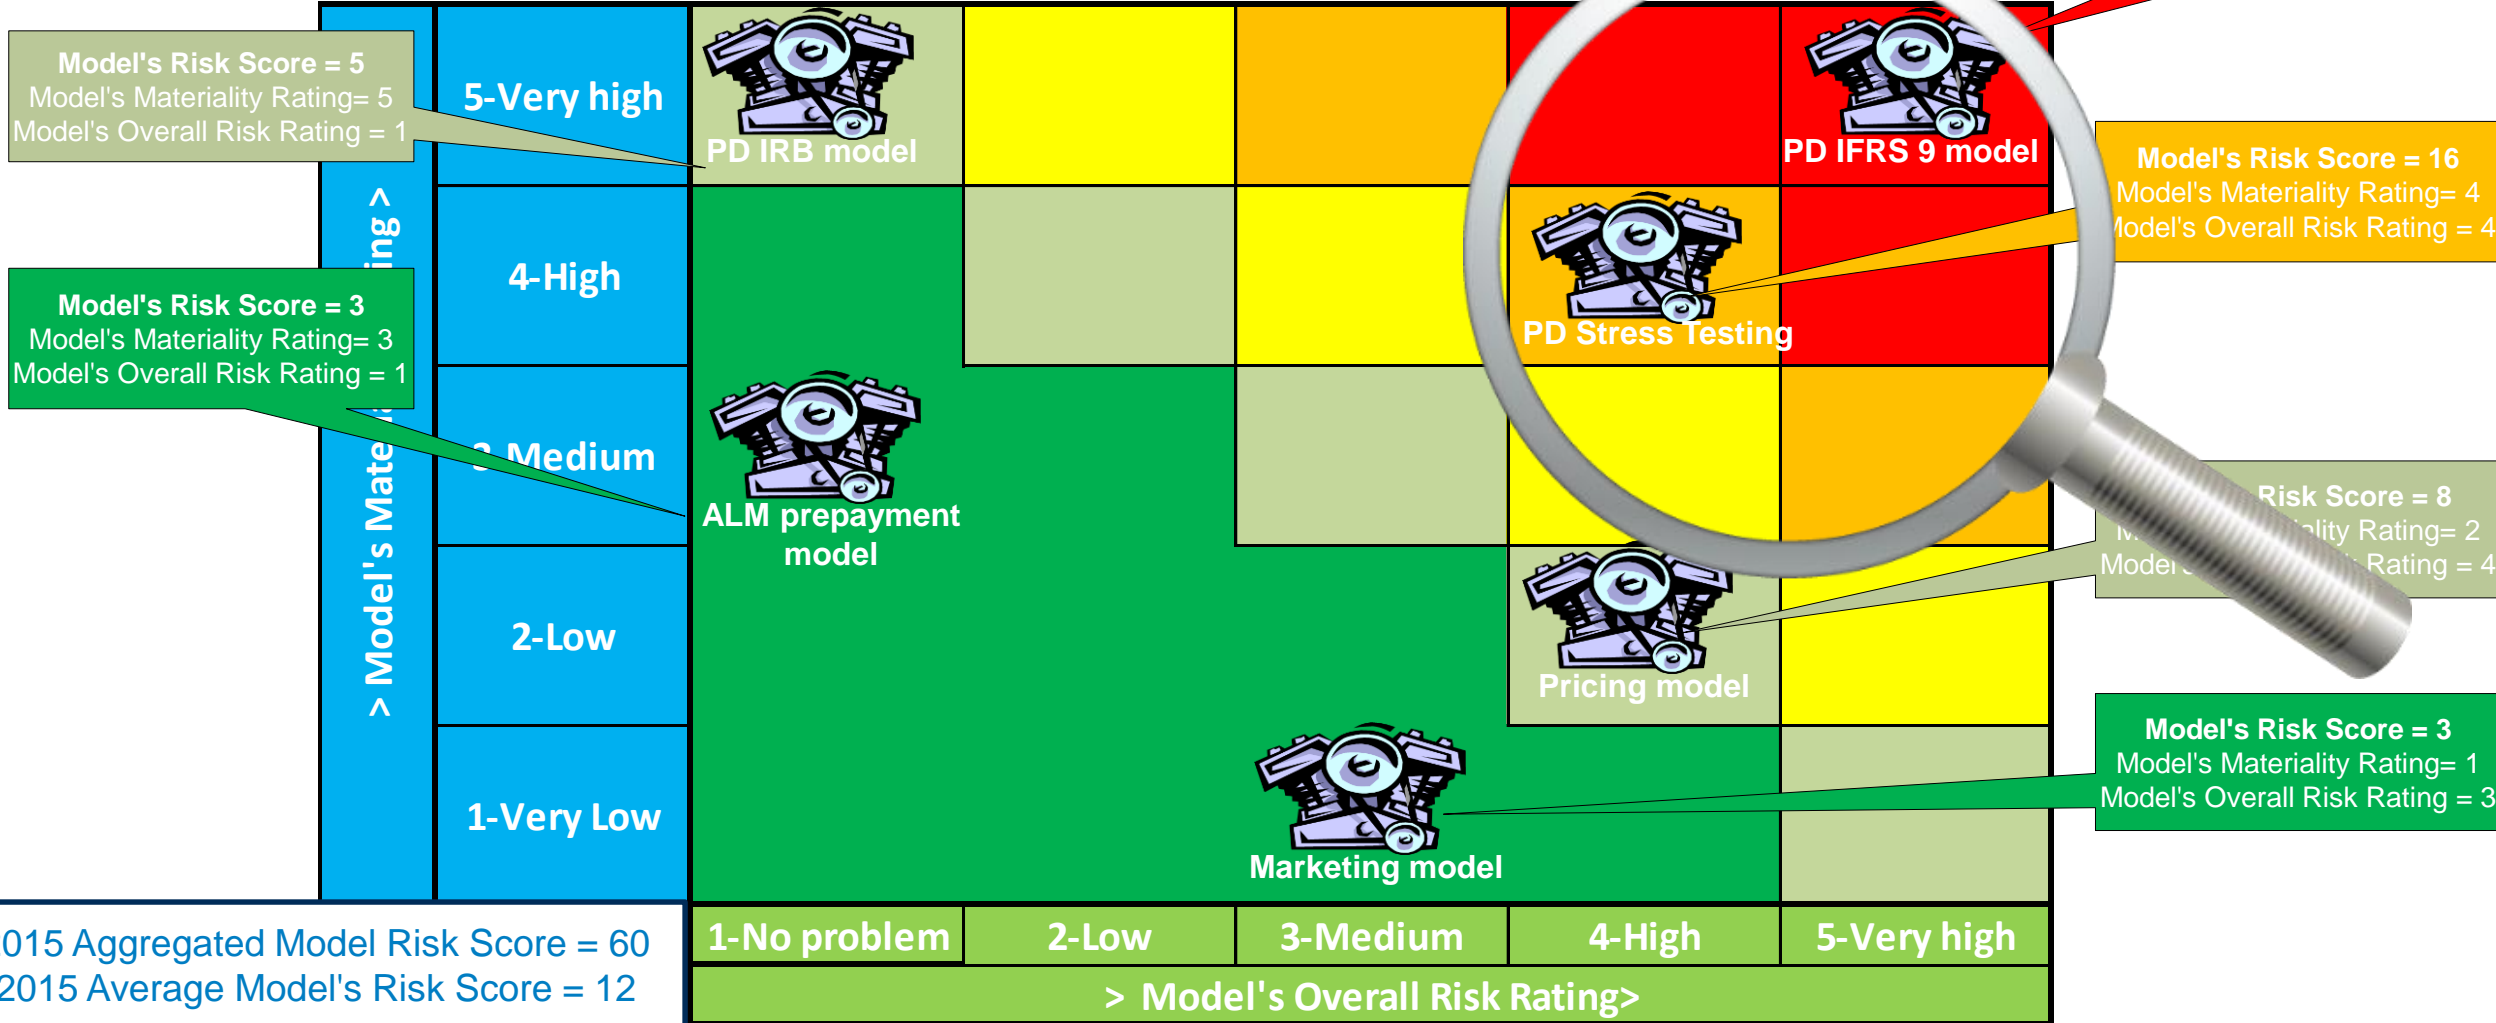 Model's Risk Score = 5
Model's Materiality Rating= 5
Model's Overall Risk Rating = 1
5-Very high
PD IRB model
PD IFRS 9 model
Model's Risk Score = 16
Model's Materiality Rating= 4
Model's Overall Risk Rating = 4
> Model's Mate ing >
4-High
PD Stress Testing
Model's Risk Score = 3
Model's Materiality Rating= 3
Model's Overall Risk Rating = 1
3-Medium
ALM prepayment
model
Risk Score = 8
Rating= 2
Model Rating = 4
2-Low
Pricing model
Model's Risk Score = 3
Model's Materiality Rating= 1
Model's Overall Risk Rating = 3
1-Very Low
Marketing model
015 Aggregated Model Risk Score = 60
2015 Average Model's Risk Score = 12
1-No problem
2-Low
3-Medium
4-High
5-Very high
> Model's Overall Risk Rating>